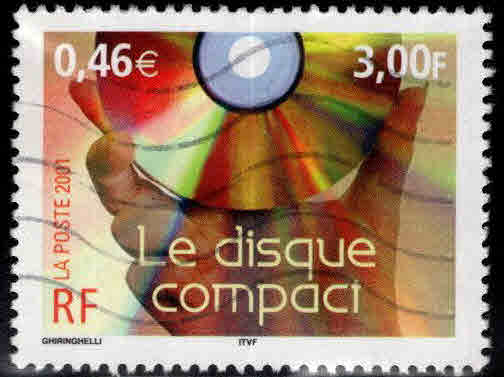 0,46€ 3,00F
LA POSTE 2001
Le disque
compact
RF
GHIRINGHELLI ITVF